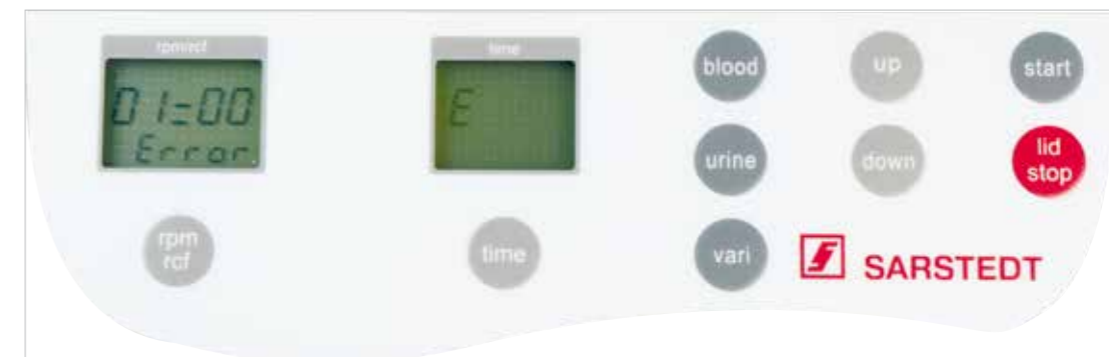 rpm/rcf
01=00
Error
rpm
rcf
time
E
time
blood
urine
vari
up
down
start
lid
stop
SARSTEDT